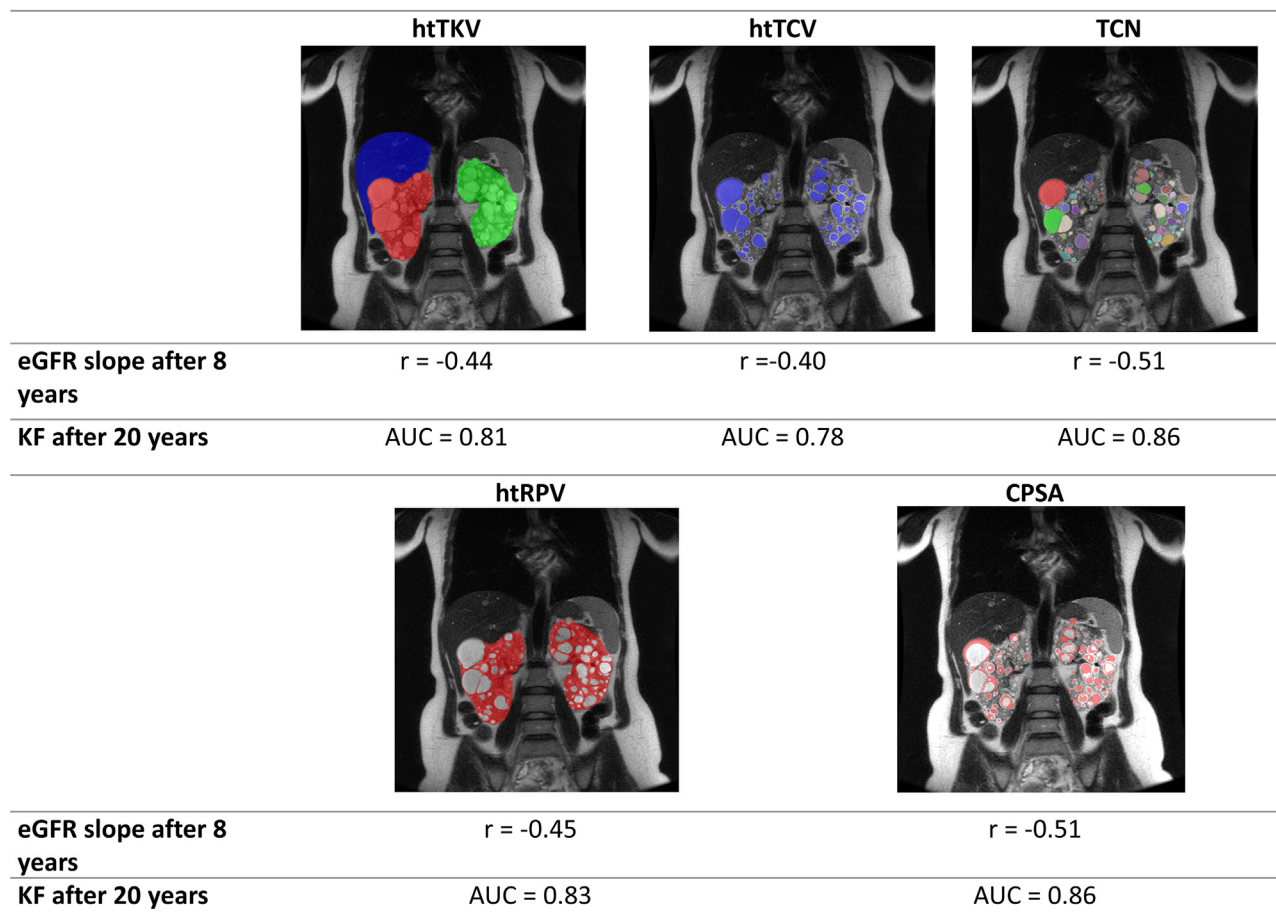 htTKV htTCV TCN
eGFR slope after 8 years r = -0.44 r =-0.40 r = -0.51
KF after 20 years AUC = 0.81 AUC = 0.78 AUC = 0.86
htRPV CPSA
eGFR slope after 8 years r = -0.45 r = -0.51
KF after 20 years AUC = 0.83 AUC = 0.86